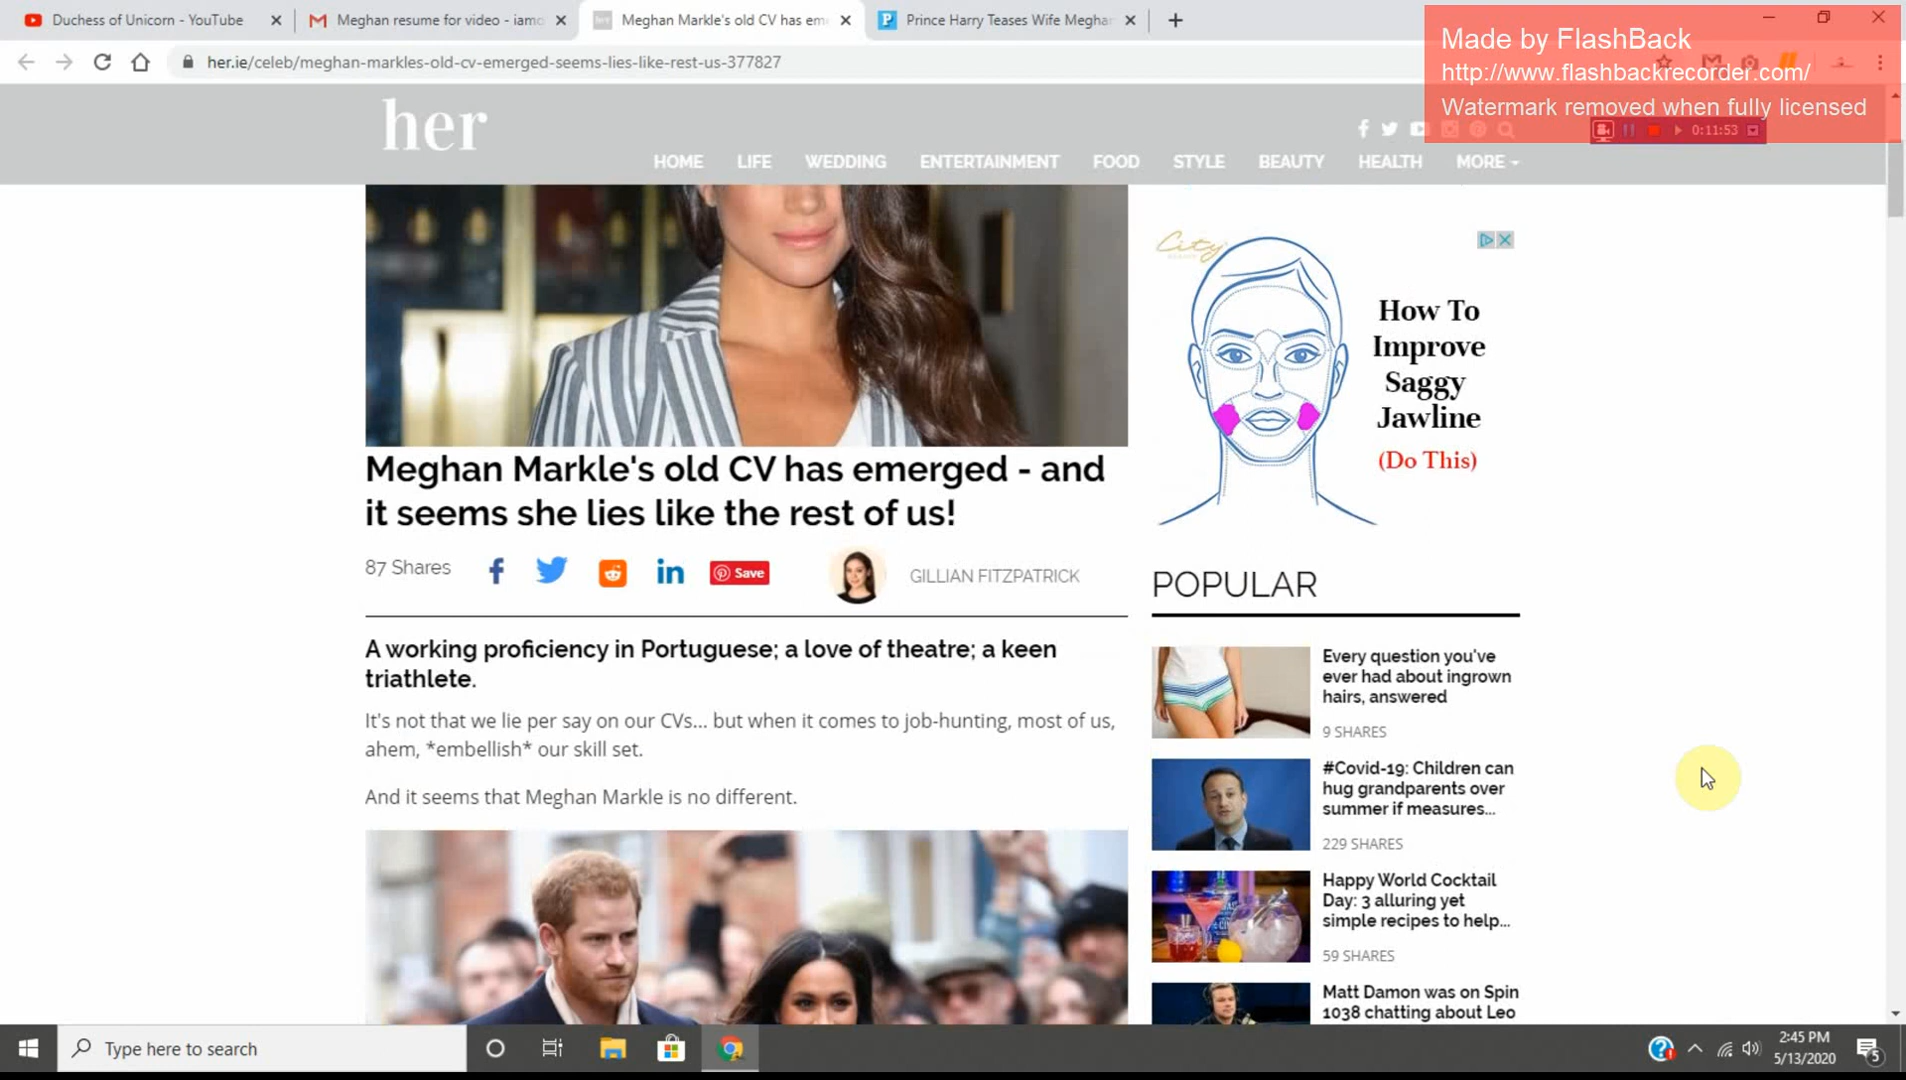 Duchess of Unicorn - YouTube
Meghan resume for video - iamo
Meghan Markle's old CV has eme
Prince Harry Teases Wife Meghan
her.ie/celeb/meghan-markles-old-cv-emerged-seems-lies-like-rest-us-377827
Made by FlashBack
http://www.flashbackrecorder.com/
Watermark removed when fully licensed
0:11:53
her
HOME LIFE WEDDING ENTERTAINMENT FOOD STYLE BEAUTY HEALTH MORE
City
How To
Improve
Saggy
Jawline
(Do This)
Meghan Markle's old CV has emerged - and
it seems she lies like the rest of us!
87 Shares
Save
GILLIAN FITZPATRICK
A working proficiency in Portuguese; a love of theatre; a keen
triathlete.
It's not that we lie per say on our CVs... but when it comes to job-hunting, most of us,
ahem, *embellish* our skill set.
And it seems that Meghan Markle is no different.
POPULAR
Every question you've
ever had about ingrown
hairs, answered
9 SHARES
#Covid-19: Children can
hug grandparents over
summer if measures...
229 SHARES
Happy World Cocktail
Day: 3 alluring yet
simple recipes to help...
59 SHARES
Matt Damon was on Spin
1038 chatting about Leo
Type here to search
2:45 PM
5/13/2020
5